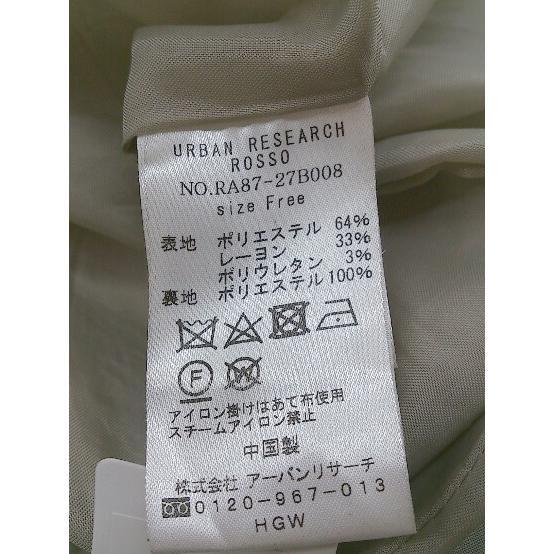 URBAN RESEARCH
ROSSO
NO.RA87-27B008
size Free
表地 ポリエステル 64%
レーヨン 33%
ポリウレタン 3%
裏地 ポリエステル 100%
F W
アイロン掛けはあて布使用
スチームアイロン禁止
中国製
株式会社 アーバンリサーチ
0120-967-013
HGW